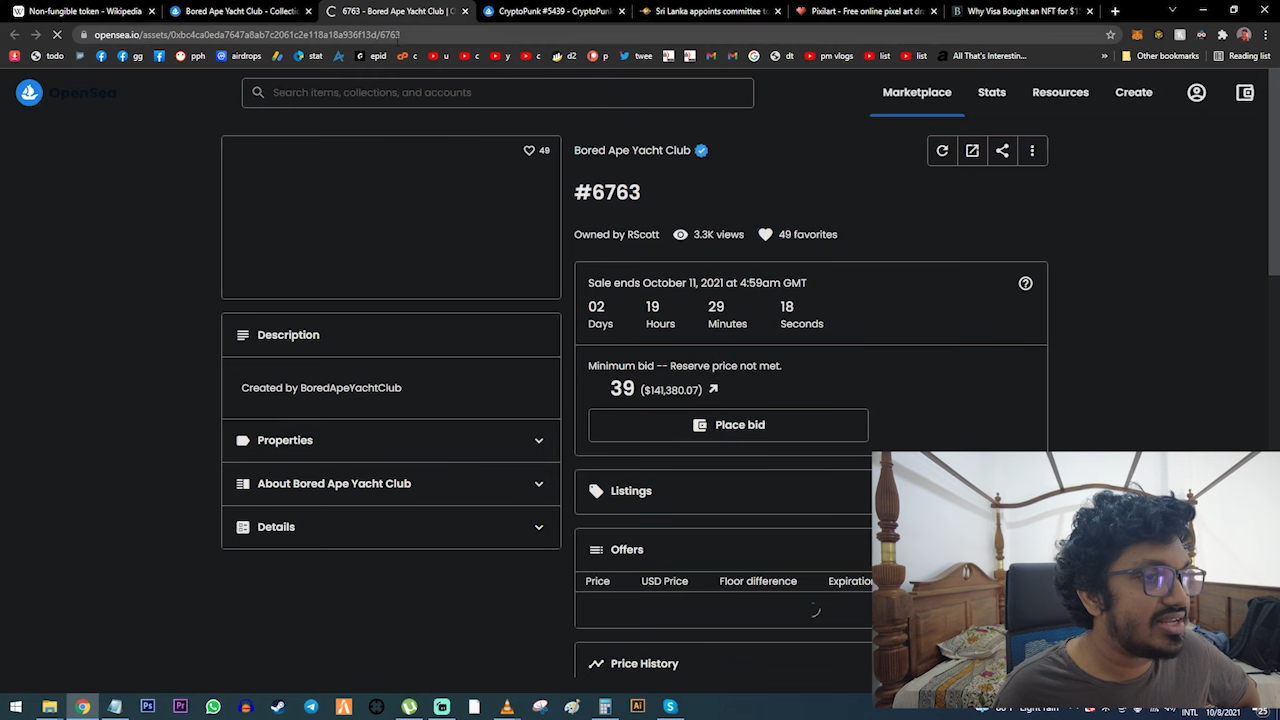 Non-fungible token - Wikipedia
Bored Ape Yacht Club - Collectic
6763 - Bored Ape Yacht Club | O
CryptoPunk #5439 - CryptoPunk
Sri Lanka appoints committee to
Pixilart - Free online pixel art dr
Why Visa Bought an NFT for $1
opensea.io/assets/0xbc4ca0eda7647a8ab7c2061c2e118a18a936f13d/6763
todo
gg
pph
airdrops
stat
epid
c
u
c
y
c
d2
p
twee
dt
pm vlogs
list
list
All That's Interestin...
Other bookmarks
Reading list
OpenSea
Search items, collections, and accounts
Marketplace
Stats
Resources
Create
49
Bored Ape Yacht Club
#6763
Owned by RScott
3.3K views
49 favorites
Sale ends October 11, 2021 at 4:59am GMT
02 19 29 18
Days Hours Minutes Seconds
Description
Created by BoredApeYachtClub
Properties
About Bored Ape Yacht Club
Details
Minimum bid -- Reserve price not met.
39 ($141,380.07)
Place bid
Listings
Offers
Price USD Price Floor difference Expiration
Price History
INTL 10/8/2021